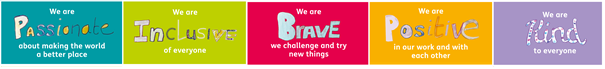 We are
Passionate
about making the world
a better place
We are
Inclusive
of everyone
We are
BRAVE
we challenge and try
new things
We are
Positive
in our work and with
each other
We are
Kind
to everyone